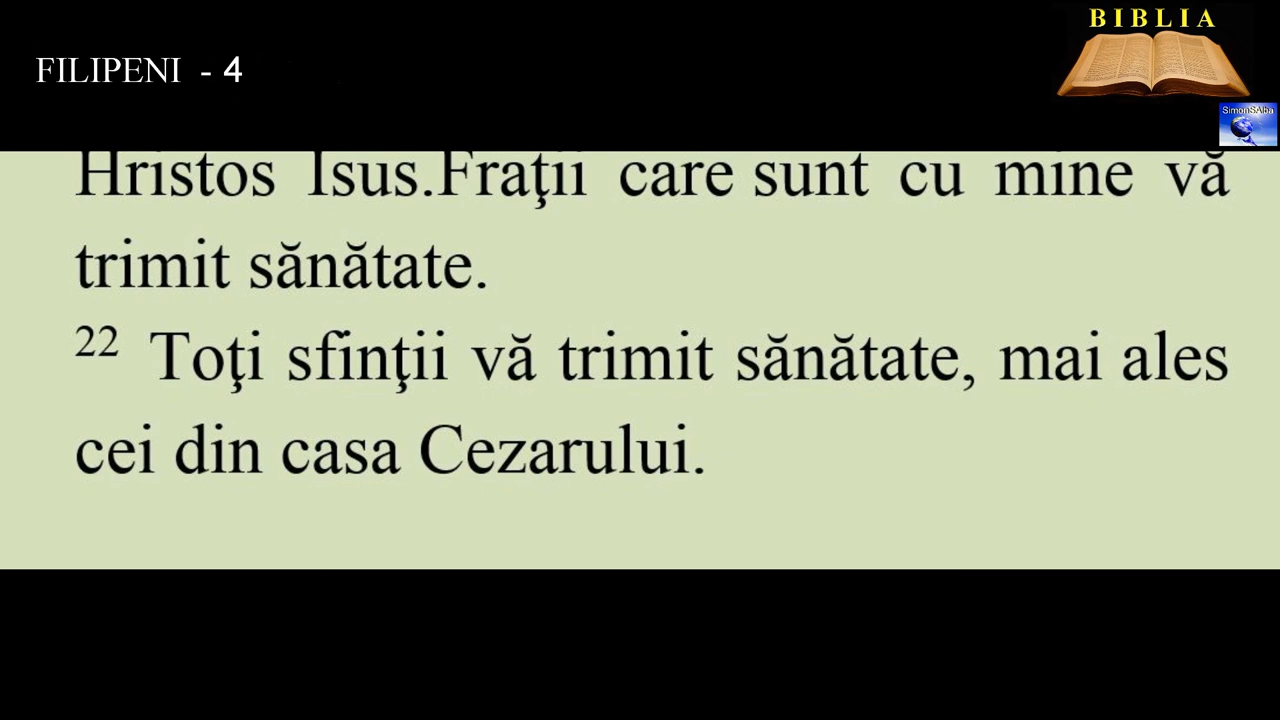 BIBLIA
FILIPENI - 4
SimonSAlba
Hristos Isus.Fraţii care sunt cu mine vă
trimit sănătate.
22 Toţi sfinţii vă trimit sănătate, mai ales
cei din casa Cezarului.